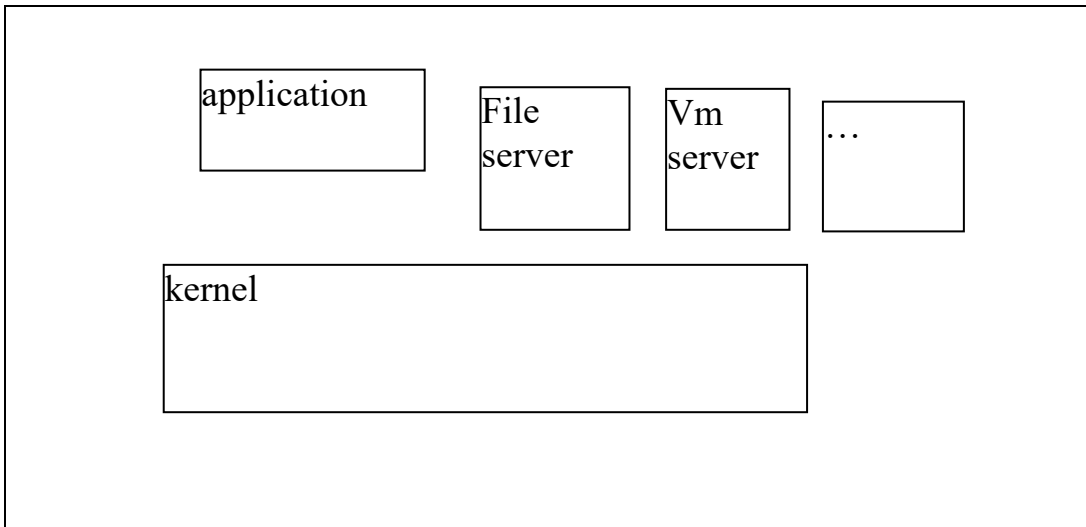 application
File
server
Vm
server
…
kernel